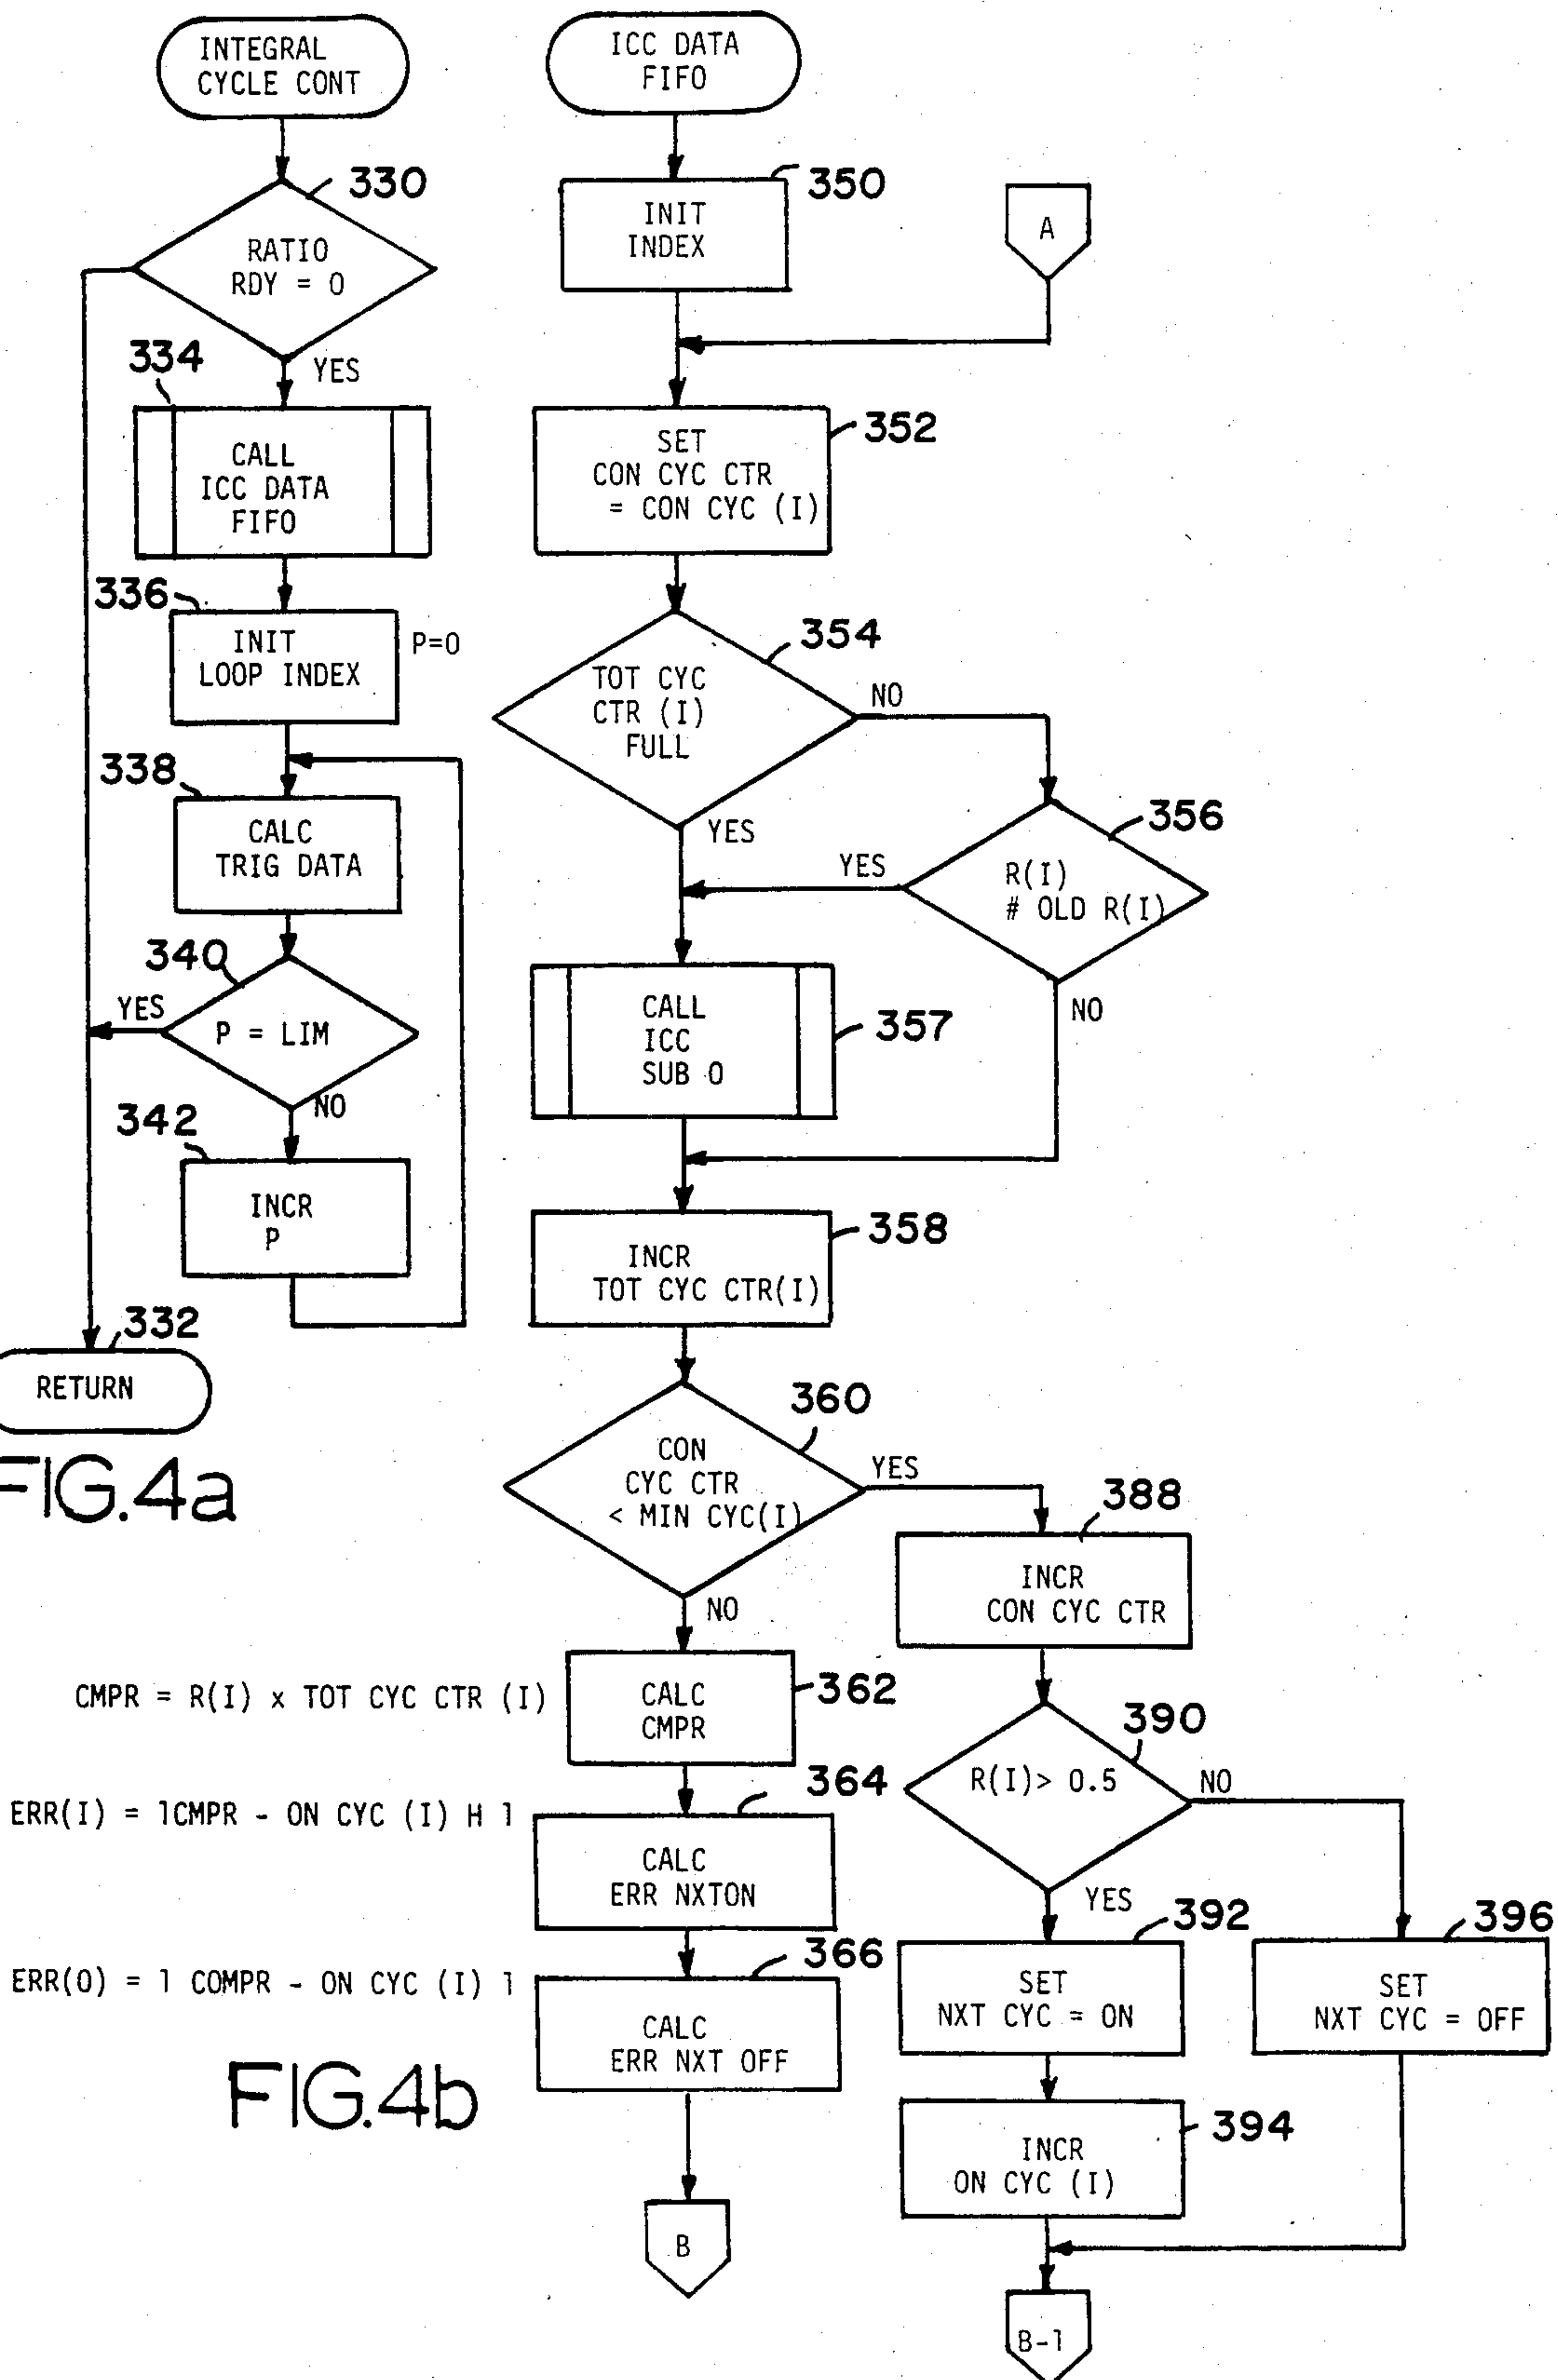 INTEGRAL
CYCLE CONT
330
RATIO
RDY = 0
YES
334
CALL
ICC DATA
FIFO
336
INIT
LOOP INDEX
P=0
338
CALC
TRIG DATA
340
YES
P = LIM
NO
342
INCR
P
332
RETURN
FIG.4a
ICC DATA
FIFO
350
INIT
INDEX
A
352
SET
CON CYC CTR
= CON CYC (I)
354
TOT CYC
CTR (I)
FULL
NO
YES
356
YES
R(I)
# OLD R(I)
NO
CALL
ICC
SUB 0
357
358
INCR
TOT CYC CTR(I)
360
CON
CYC CTR
< MIN CYC(I)
YES
NO
388
INCR
CON CYC CTR
CMPR = R(I) x TOT CYC CTR (I)
CALC
CMPR
362
390
R(I)> 0.5
NO
YES
364
ERR(I) = 1CMPR - ON CYC (I) H 1
CALC
ERR NXTON
392
SET
NXT CYC = ON
396
SET
NXT CYC = OFF
366
ERR(0) = 1 COMPR - ON CYC (I) 1
CALC
ERR NXT OFF
394
INCR
ON CYC (I)
FIG.4b
B
B-1